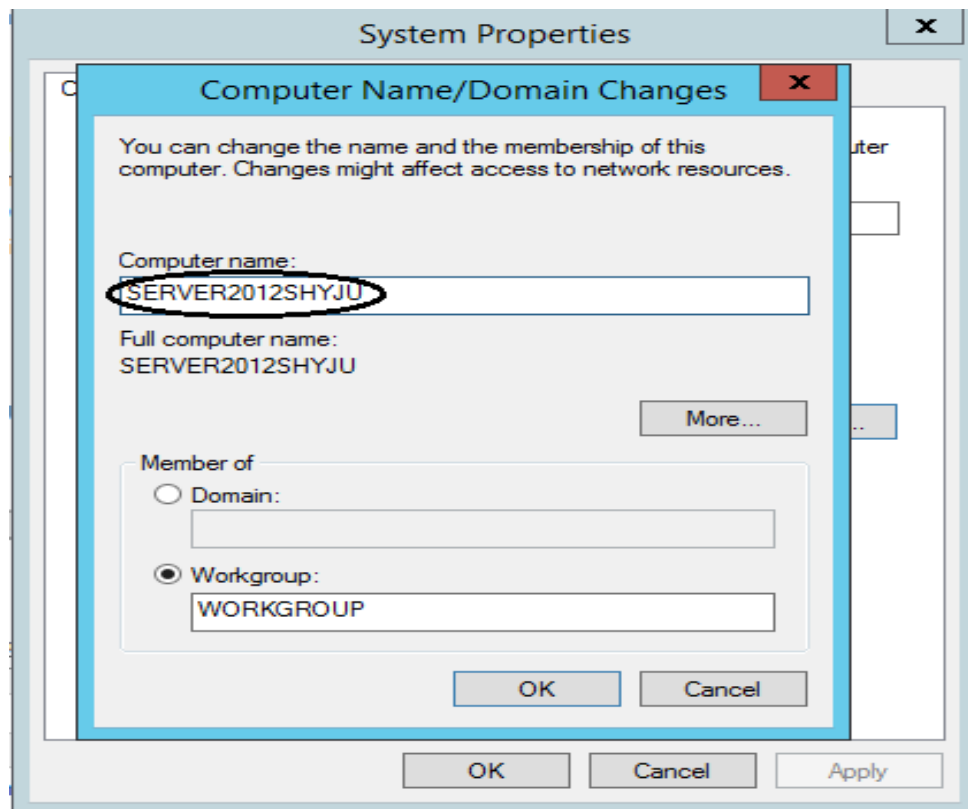 System Properties
x
Computer Name/Domain Changes
x
You can change the name and the membership of this
computer. Changes might affect access to network resources.
Computer name:
SERVER2012SHYJU
Full computer name:
SERVER2012SHYJU
More...
Member of
Domain:
Workgroup:
WORKGROUP
OK Cancel
OK Cancel Apply